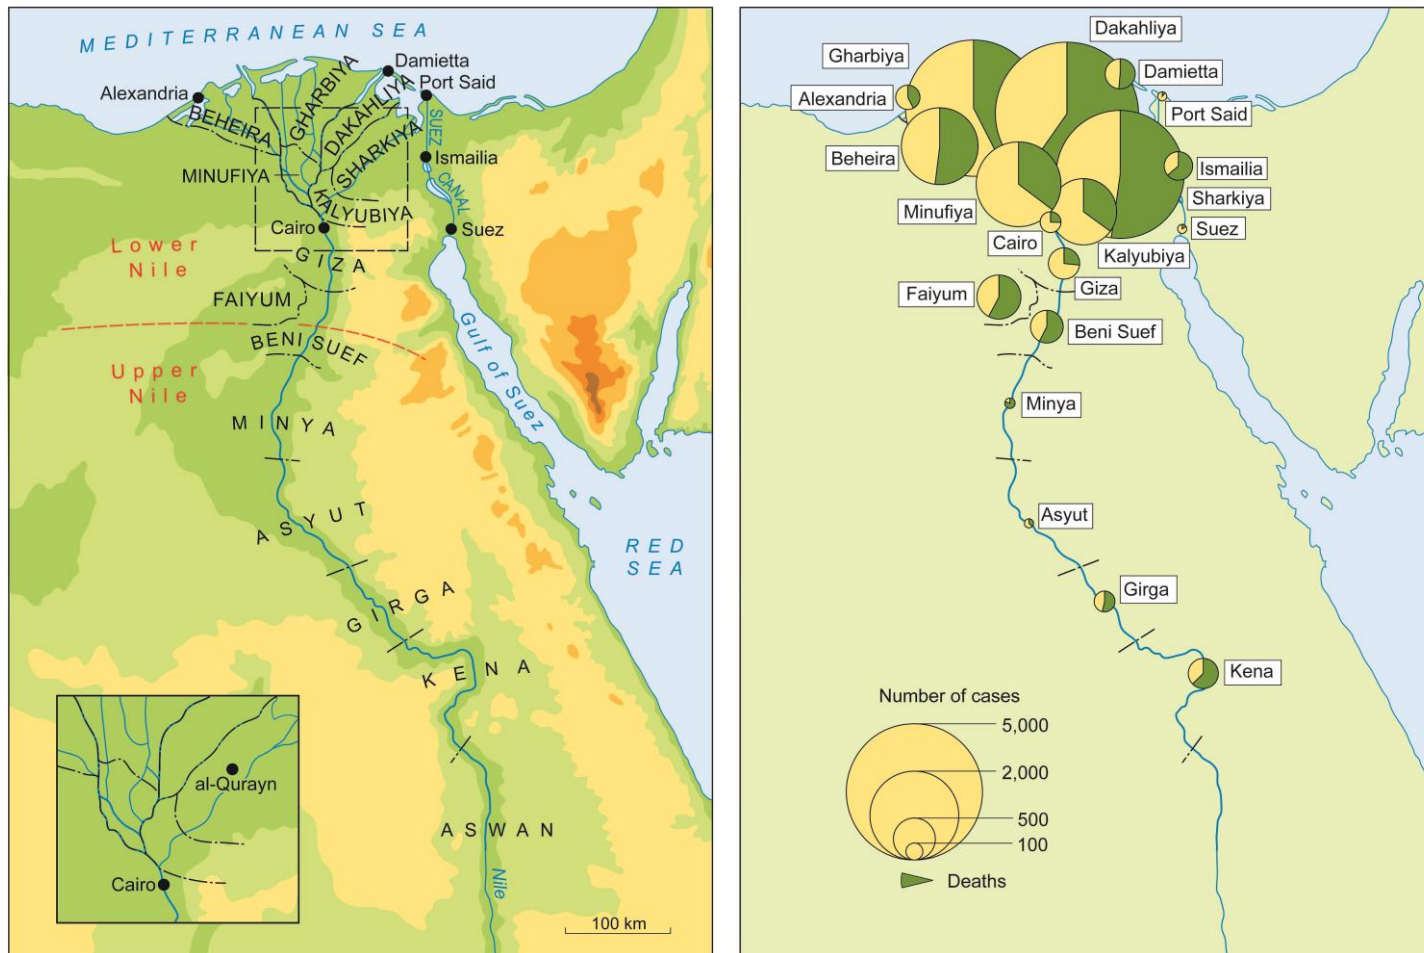 MEDITERRANEAN SEA
Damietta
Port Said
Alexandria
BEHEIRA
GHARBIYA
DAKAHLIYA
SHARKIYA
SUEZ
CANAL
Ismailia
MINUFIYA
KALYUBIYA
Cairo
Suez
Lower
Nile
GIZA
FAIYUM
BENI SUEF
Upper
Nile
Gulf of Suez
MINYA
ASYUT
RED
SEA
GIRGA
KENA
ASWAN
Nile
100 km
al-Qurayn
Cairo
Dakahliya
Gharbiya
Damietta
Alexandria
Port Said
Beheira
Ismailia
Sharkiya
Minufiya
Suez
Cairo
Kalyubiya
Giza
Faiyum
Beni Suef
Minya
Asyut
Girga
Kena
Number of cases
5,000
2,000
500
100
Deaths